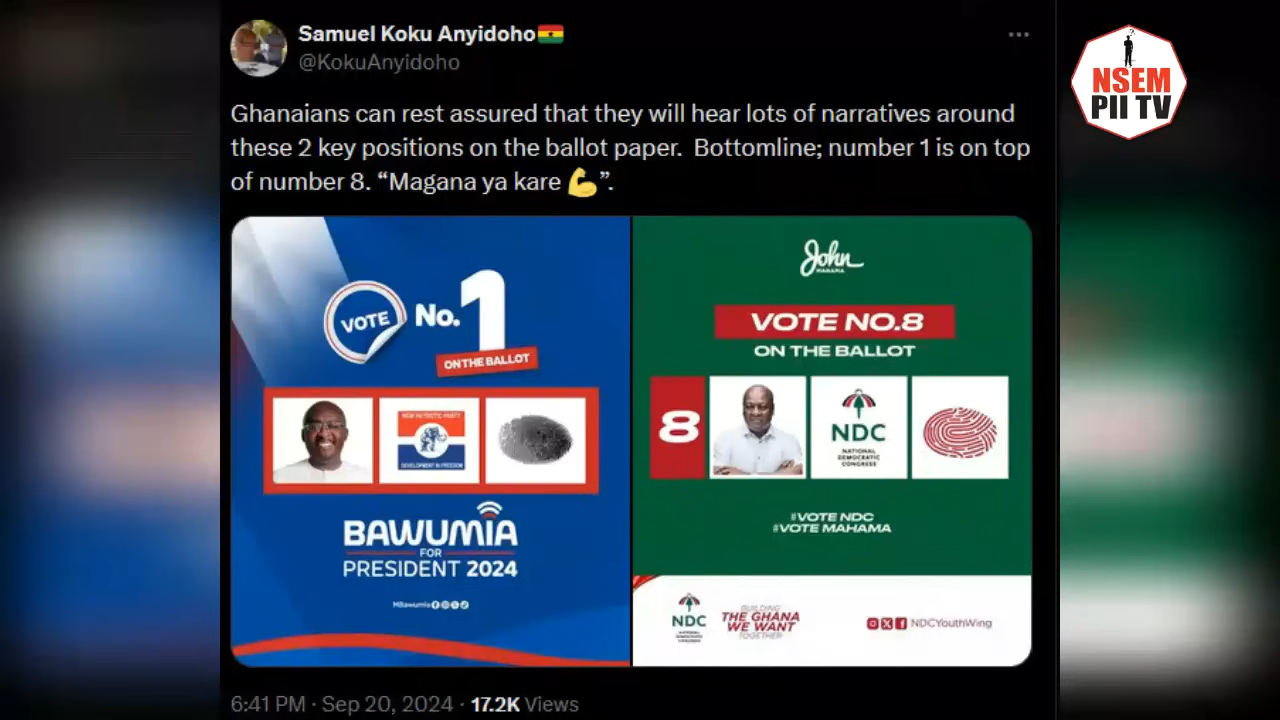 Samuel Koku Anyidoho
@KokuAnyidoho
NSEM
PII TV
Ghanaians can rest assured that they will hear lots of narratives around
these 2 key positions on the ballot paper. Bottomline; number 1 is on top
of number 8. “Magana ya kare 💪”.
VOTE
No.1
ON THE BALLOT
NEW PATRIOTIC PARTY
DEVELOPMENT IN FREEDOM
BAWUMIA
FOR
PRESIDENT 2024
MBawumia
John
MAHAMA
VOTE NO.8
ON THE BALLOT
8
NDC
NATIONAL
DEMOCRATIC
CONGRESS
#VOTE NDC
#VOTE MAHAMA
NDC
NATIONAL
DEMOCRATIC
CONGRESS
BUILDING
THE GHANA
WE WANT
TOGETHER
NDCYouthWing
6:41 PM · Sep 20, 2024 · 17.2K Views